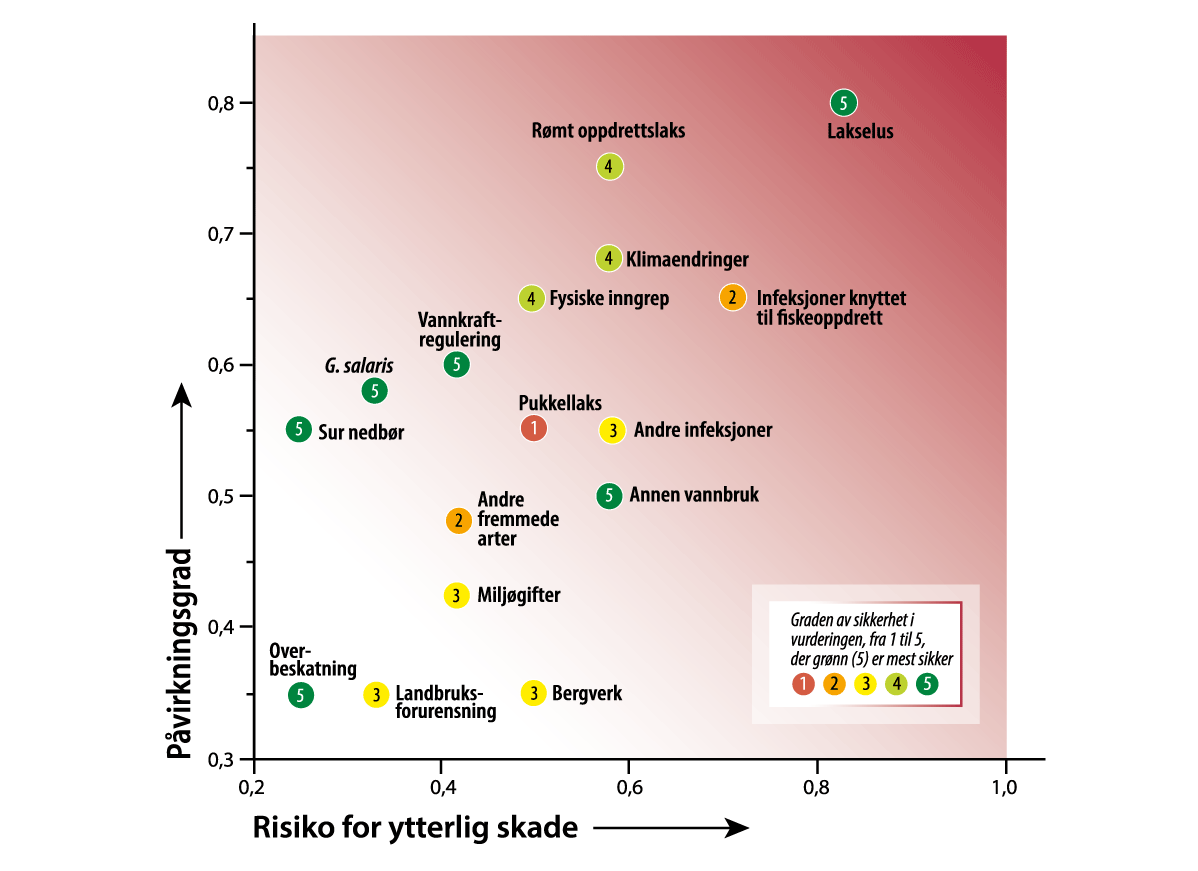 0,8
5
Lakselus
Rømt oppdrettslaks
4
0,7
4 Klimaendringer
4 Fysiske inngrep
2 Infeksjoner knyttet
til fiskeoppdrett
Vannkraft-
regulering
5
0,6
G. salaris
5
5 Sur nedbør
Pukkellaks
1
3 Andre infeksjoner
0,5
5 Annen vannbruk
2
Andre
fremmede
arter
3 Miljøgifter
0,4
Over-
beskatning
5
3
Landbruks-
forurensning
3 Bergverk
0,3
Graden av sikkerhet i
vurderingen, fra 1 til 5,
der grønn (5) er mest sikker
1 2 3 4 5
Påvirkningsgrad
0,2 0,4 0,6 0,8 1,0
Risiko for ytterlig skade